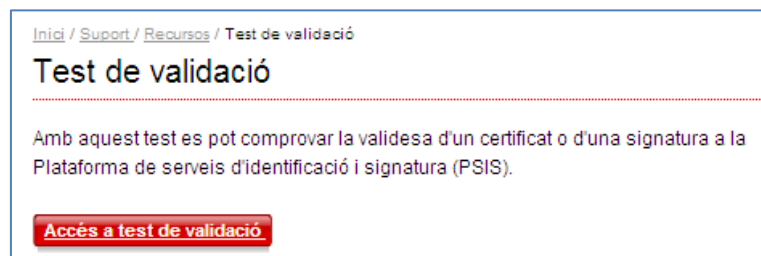 Inici / Suport / Recursos / Test de validació
Test de validació
Amb aquest test es pot comprovar la validesa d'un certificat o d'una signatura a la
Plataforma de serveis d'identificació i signatura (PSIS).
Accés a test de validació